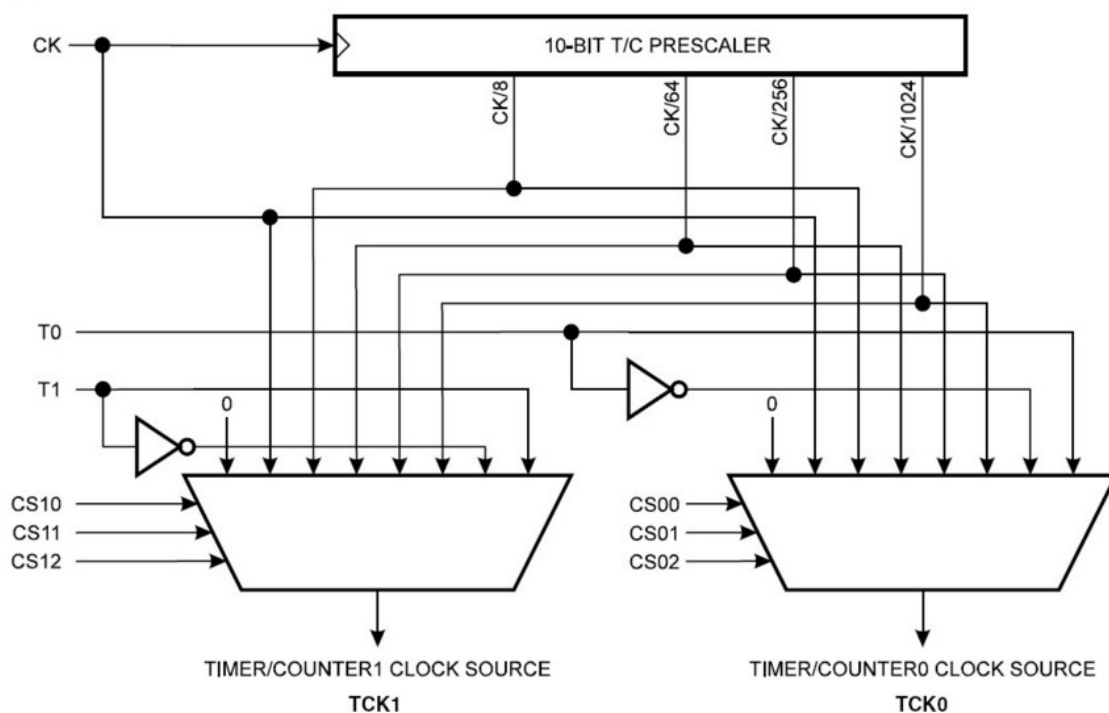 CK
10-BIT T/C PRESCALER
CK/8
CK/64
CK/256
CK/1024
T0
T1
0
0
CS10
CS11
CS12
CS00
CS01
CS02
TIMER/COUNTER1 CLOCK SOURCE
TCK1
TIMER/COUNTER0 CLOCK SOURCE
TCK0